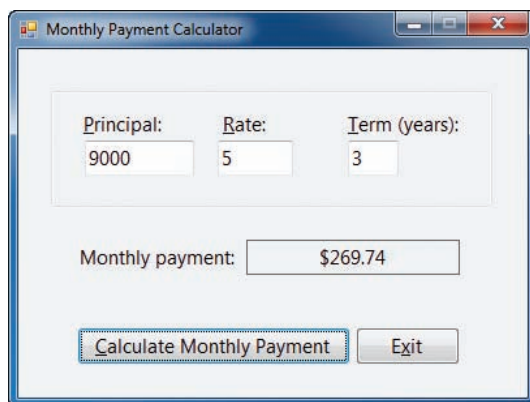 Monthly Payment Calculator
Principal: Rate: Term (years):
9000 5 3
Monthly payment: $269.74
Calculate Monthly Payment Exit